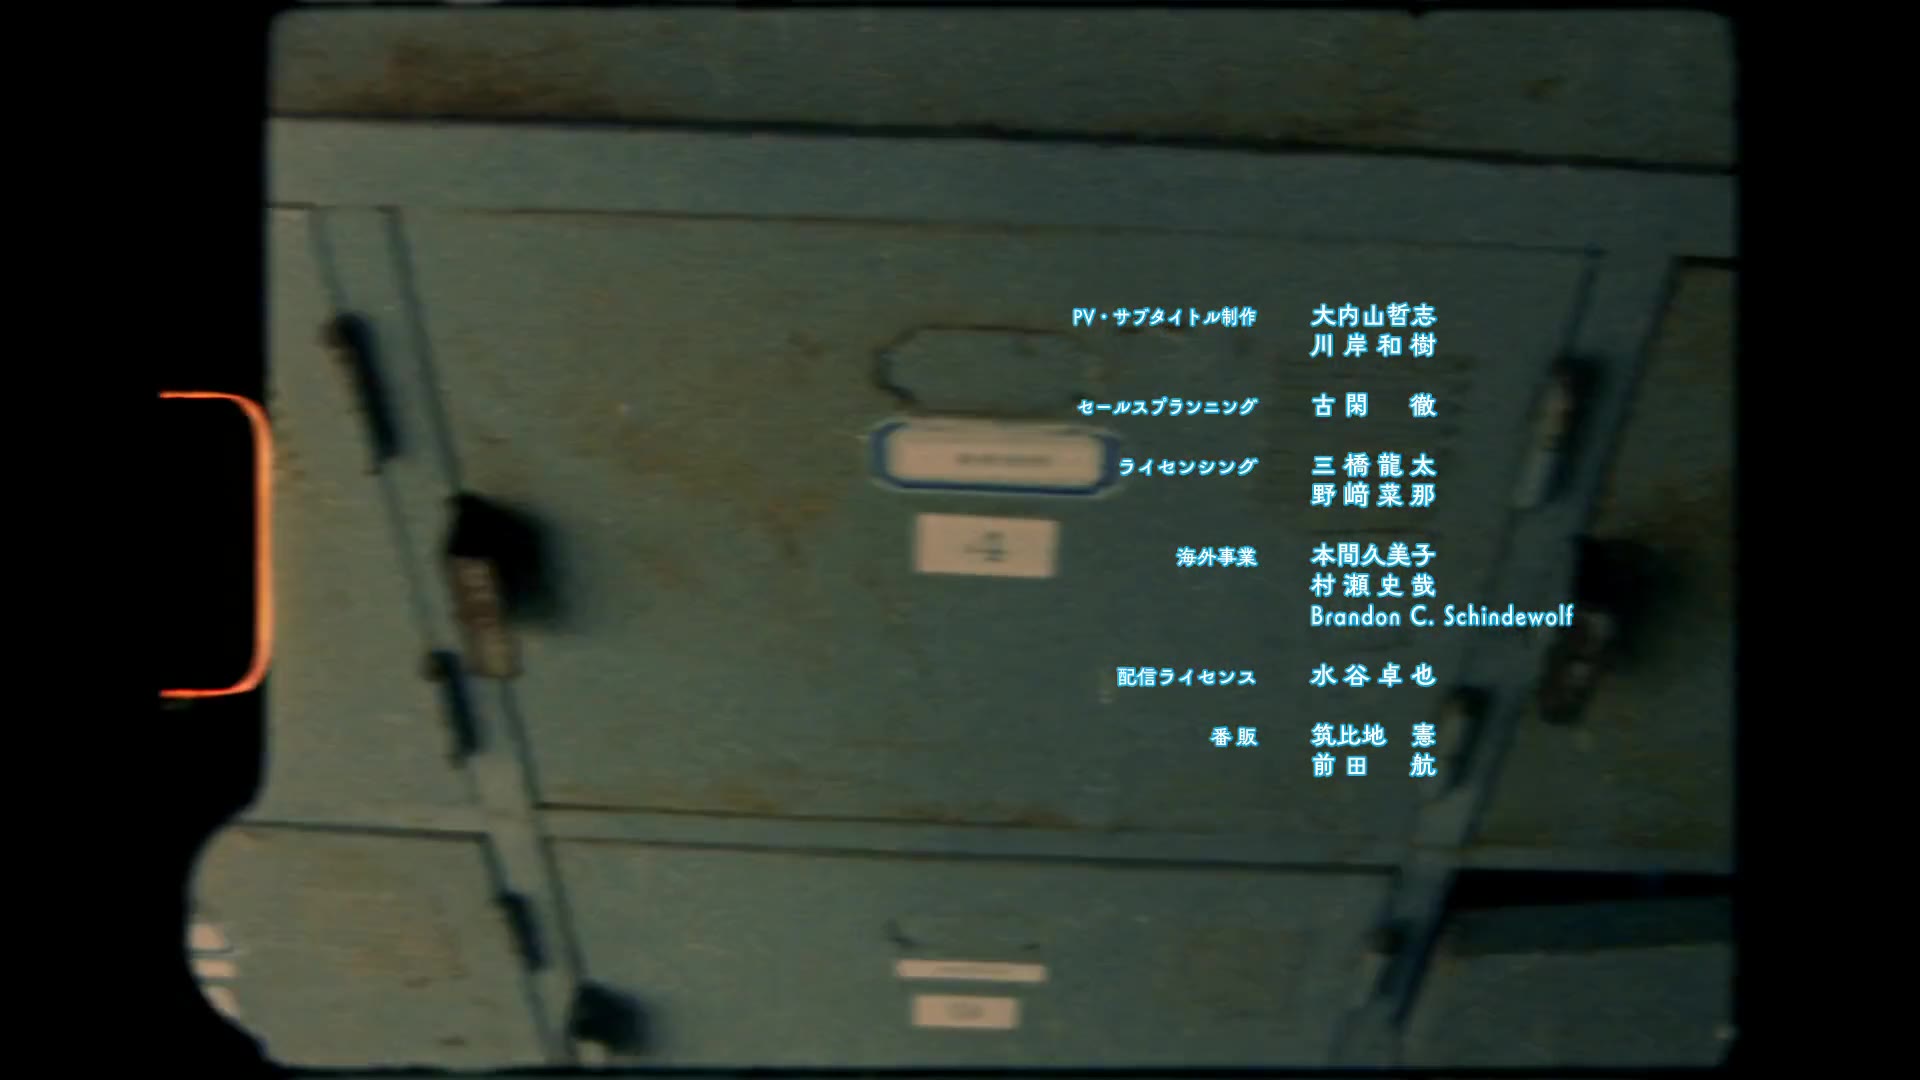 PV・サブタイトル制作 大内山哲志
川岸和樹
セールスプランニング 古閑 徹
ライセンシング 三橋龍太
野﨑菜那
海外事業 本間久美子
村瀬史哉
Brandon C. Schindewolf
配信ライセンス 水谷卓也
番販 筑比地 憲
前田 航